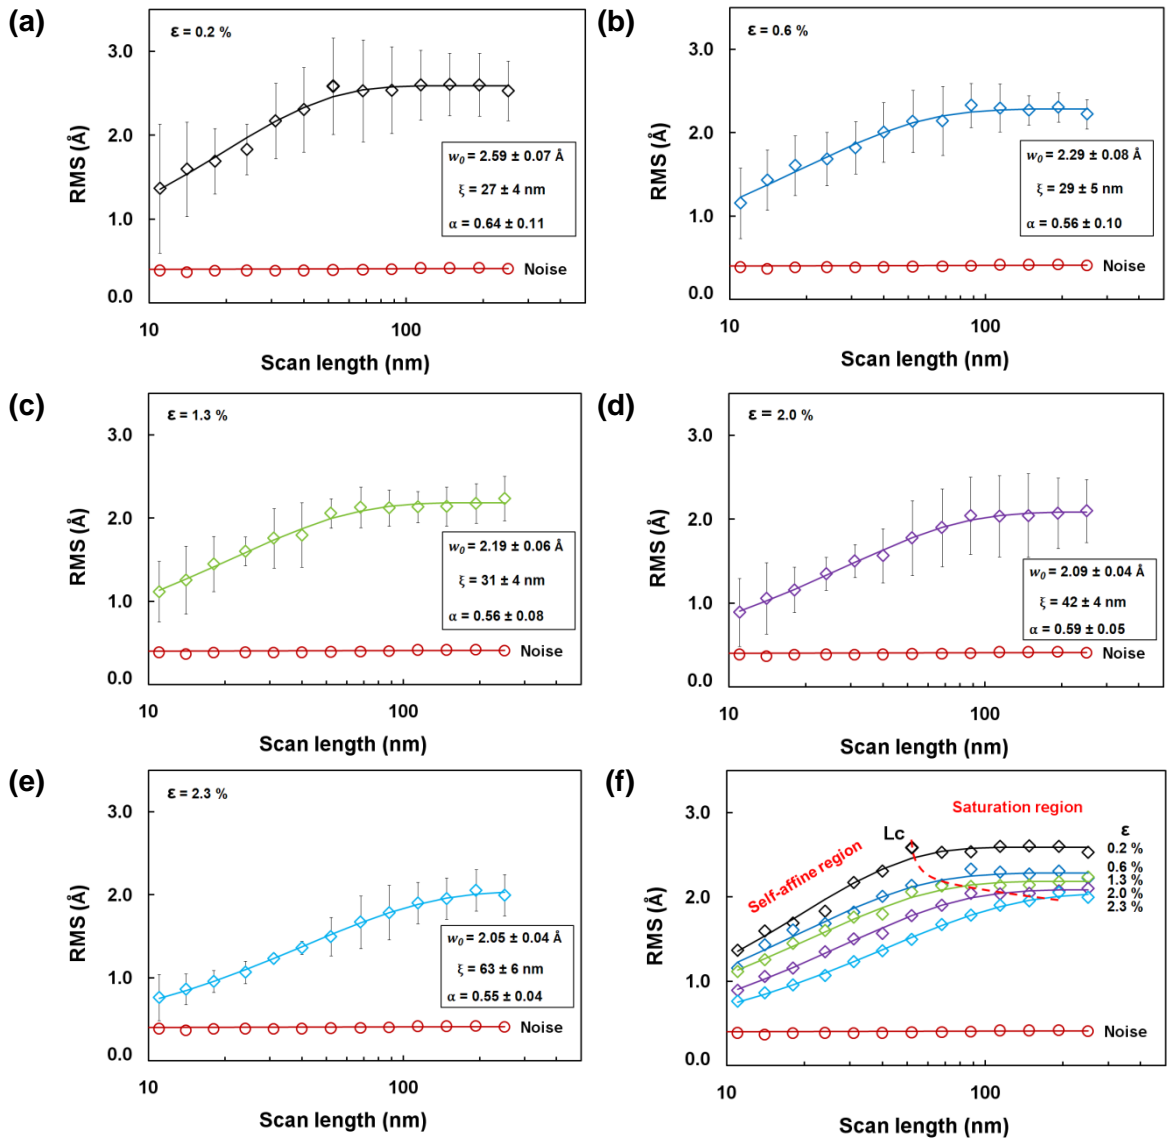 (a)
ε = 0.2 %
3.0
2.0
1.0
0.0
RMS (Å)
w₀ = 2.59 ± 0.07 Å
ξ = 27 ± 4 nm
α = 0.64 ± 0.11
Noise
10
100
Scan length (nm)
(b)
ε = 0.6 %
3.0
2.0
1.0
0.0
RMS (Å)
w₀ = 2.29 ± 0.08 Å
ξ = 29 ± 5 nm
α = 0.56 ± 0.10
Noise
10
100
Scan length (nm)
(c)
ε = 1.3 %
3.0
2.0
1.0
0.0
RMS (Å)
w₀ = 2.19 ± 0.06 Å
ξ = 31 ± 4 nm
α = 0.56 ± 0.08
Noise
10
100
Scan length (nm)
(d)
ε = 2.0 %
3.0
2.0
1.0
0.0
RMS (Å)
w₀ = 2.09 ± 0.04 Å
ξ = 42 ± 4 nm
α = 0.59 ± 0.05
Noise
10
100
Scan length (nm)
(e)
ε = 2.3 %
3.0
2.0
1.0
0.0
RMS (Å)
w₀ = 2.05 ± 0.04 Å
ξ = 63 ± 6 nm
α = 0.55 ± 0.04
Noise
10
100
Scan length (nm)
(f)
3.0
2.0
1.0
0.0
RMS (Å)
Self-affine region
Lc
Saturation region
ε
0.2 %
0.6 %
1.3 %
2.0 %
2.3 %
Noise
10
100
Scan length (nm)